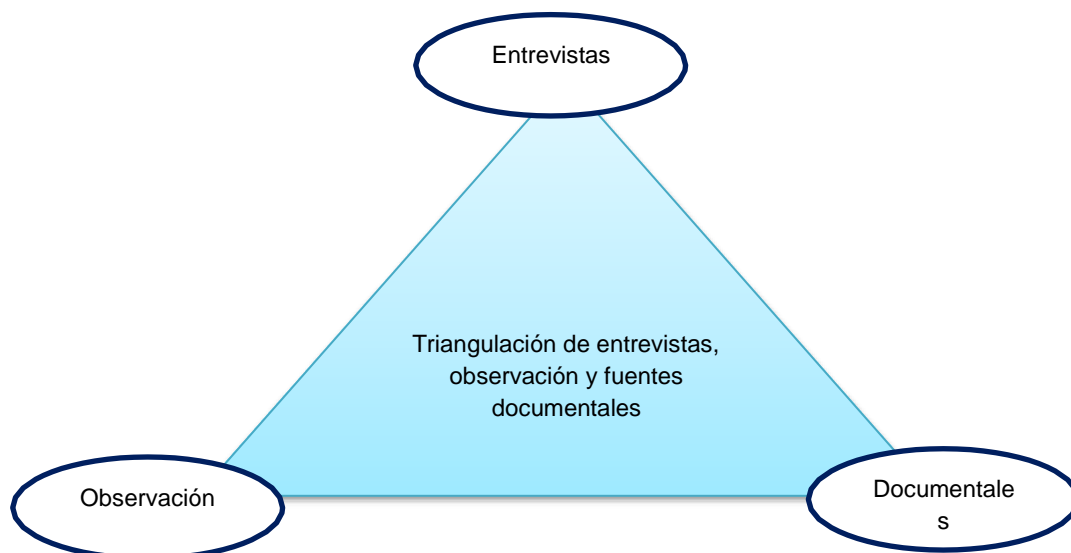 Entrevistas
Triangulación de entrevistas,
observación y fuentes
documentales
Observación
Documentale
s